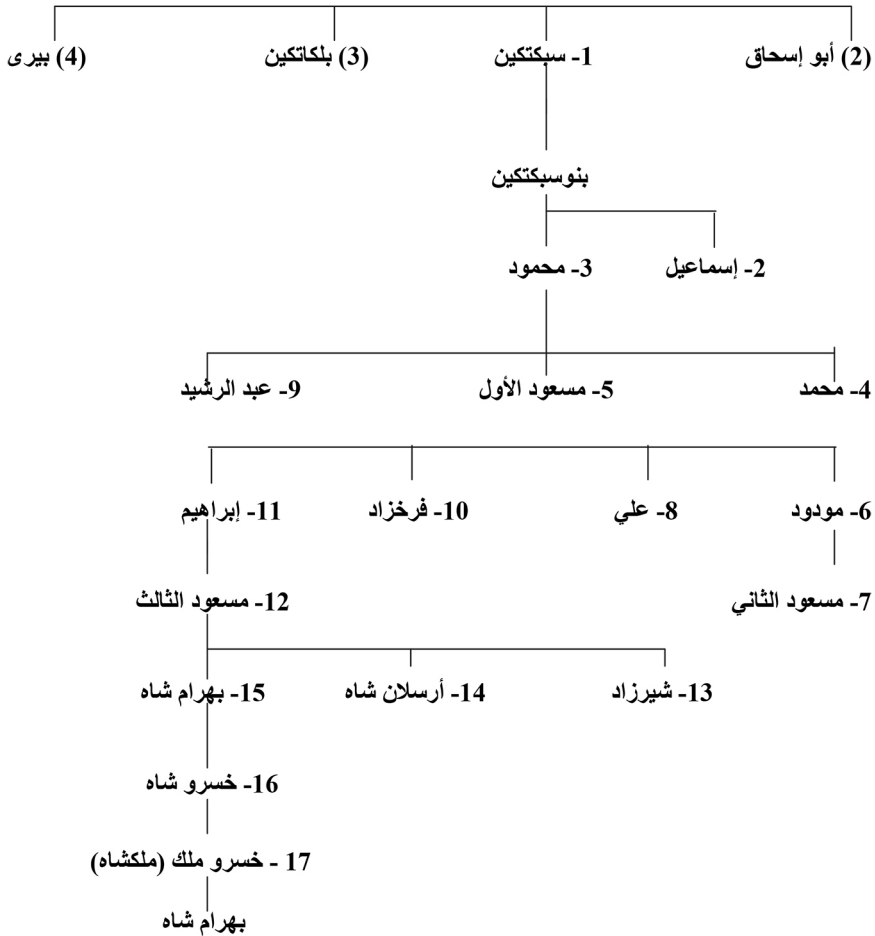 (2) أبو إسحاق 1- سبكتكين (3) بلكاتكين (4) بيرى
بنوسبكتكين
2- إسماعيل 3- محمود
4- محمد 5- مسعود الأول 9- عبد الرشيد
6- مودود 8- علي 10- فرخزاد 11- إبراهيم
7- مسعود الثاني 12- مسعود الثالث
13- شيرزاد 14- أرسلان شاه 15- بهرام شاه
16- خسرو شاه
17 - خسرو ملك (ملكشاه)
بهرام شاه